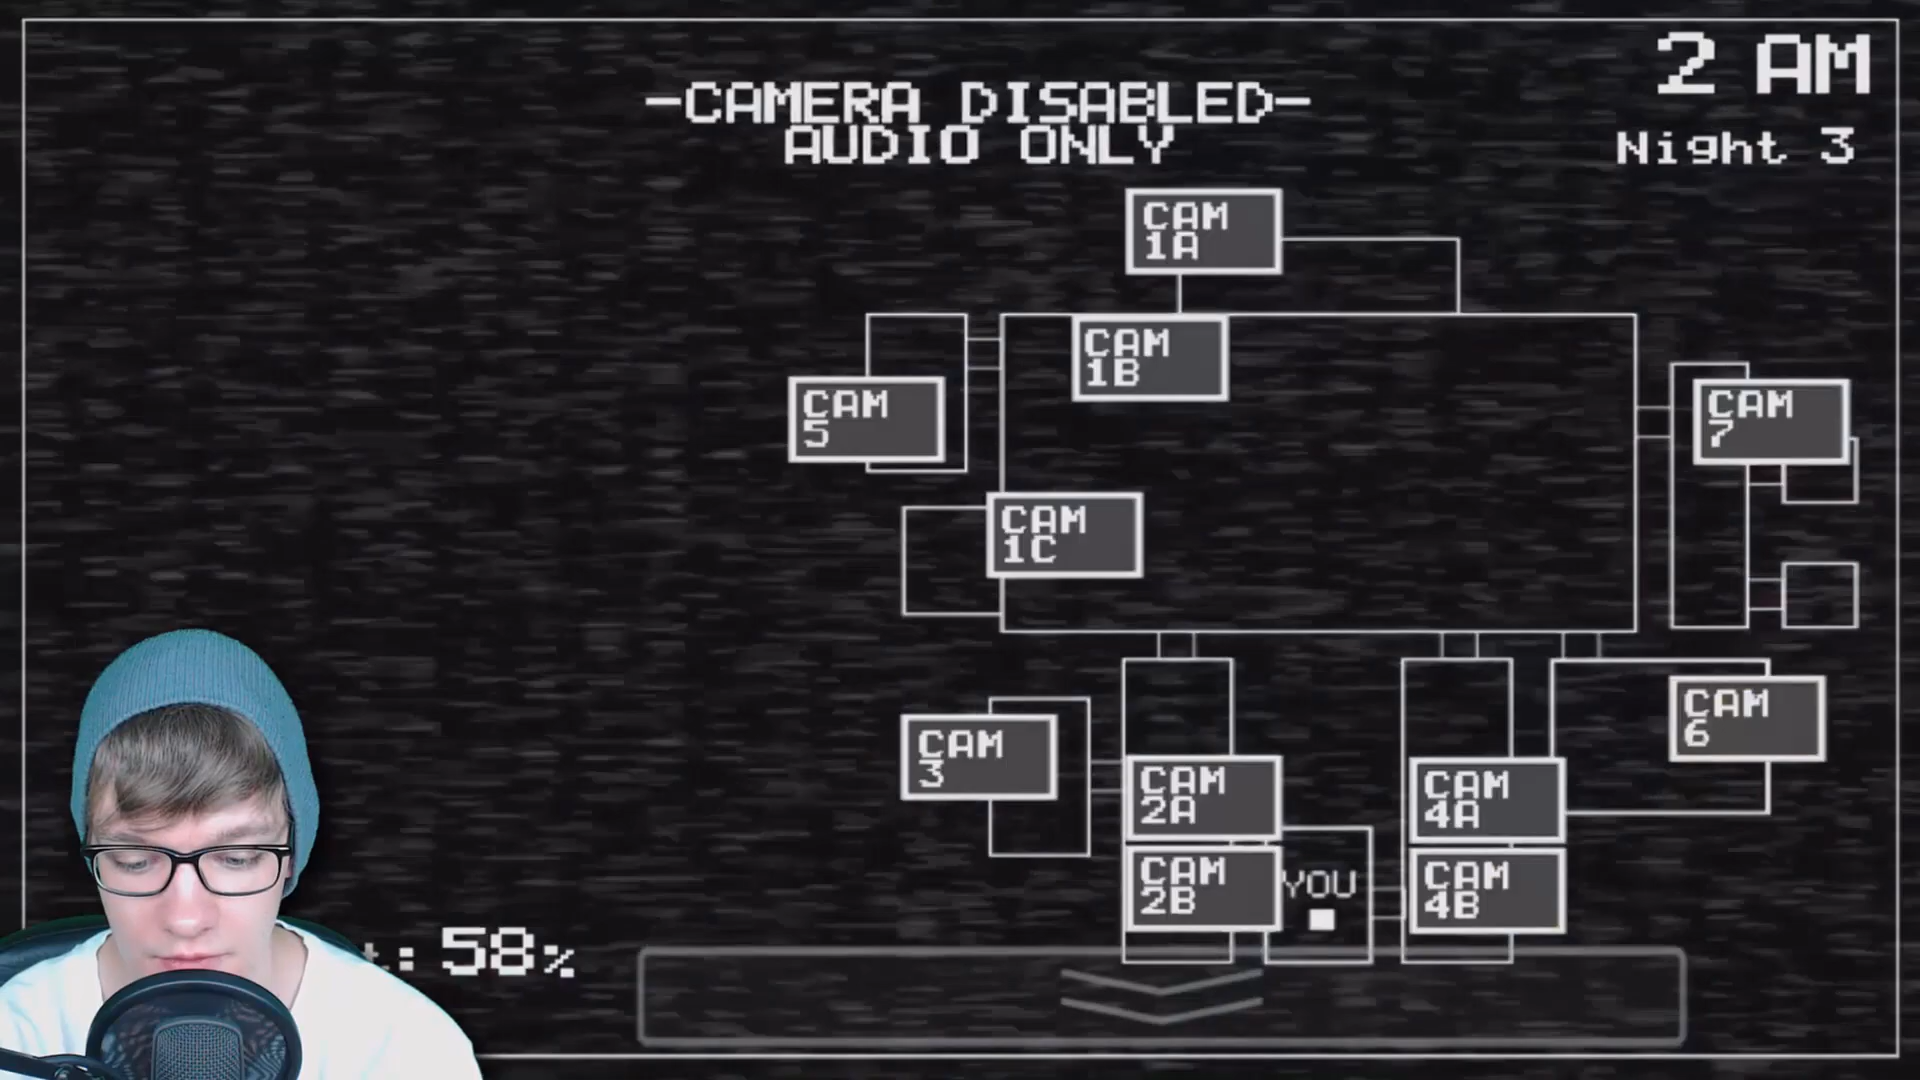 2 AM
Night 3
-CAMERA DISABLED-
AUDIO ONLY
CAM
1A
CAM
1B
CAM
5
CAM
7
CAM
1C
CAM
6
CAM
3
CAM
2A
CAM
4A
CAM
2B
YOU
CAM
4B
: 58%